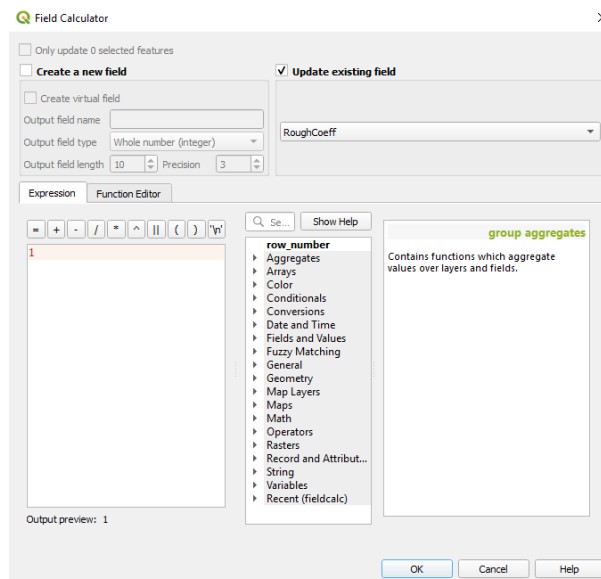 Field Calculator
Only update 0 selected features
Create a new field
Update existing field
Create virtual field
Output field name
Output field type Whole number (integer)
Output field length 10 Precision 3
RoughCoeff
Expression Function Editor
= + - / * ^ || ( ) '\n'
Se... Show Help
1
row_number
Aggregates
Arrays
Color
Conditionals
Conversions
Date and Time
Fields and Values
Fuzzy Matching
General
Geometry
Map Layers
Maps
Math
Operators
Rasters
Record and Attribut...
String
Variables
Recent (fieldcalc)
group aggregates
Contains functions which aggregate
values over layers and fields.
Output preview: 1
OK Cancel Help